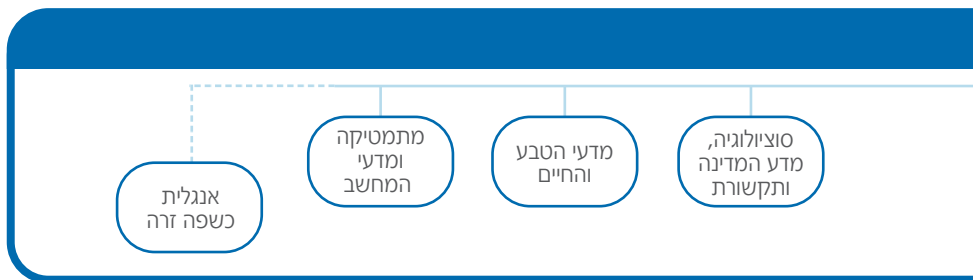 סוציולוגיה,
מדע המדינה
ותקשורת
מדעי הטבע
והחיים
מתמטיקה
ומדעי
המחשב
אנגלית
כשפה זרה